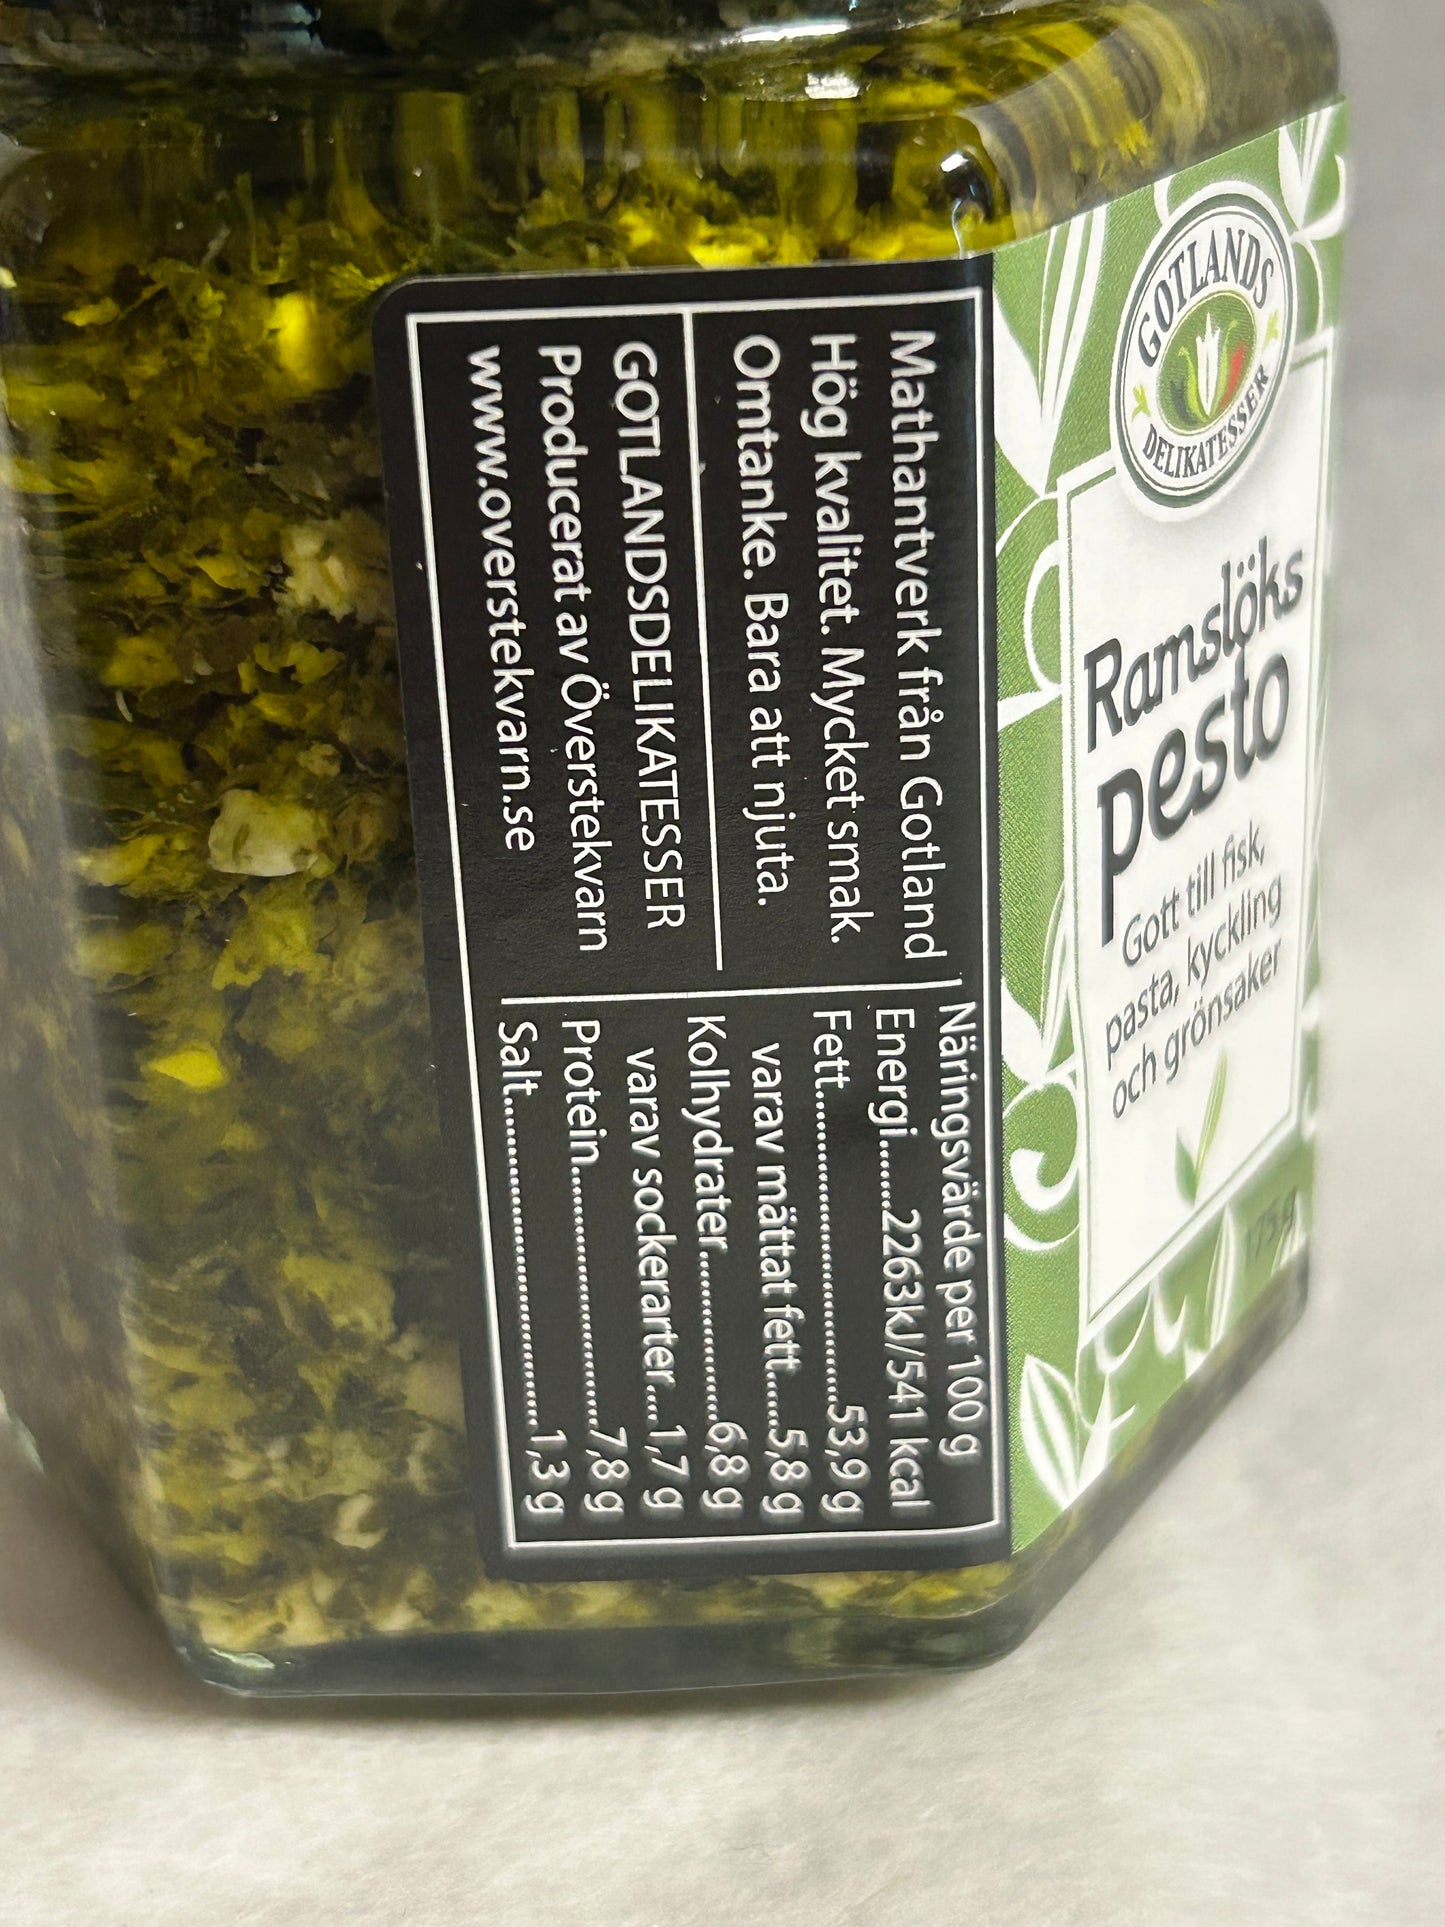 Mathantverk från Gotland
Hög kvalitet. Mycket smak.
Omtanke. Bara att njuta.
GOTLANDSDELIKATESSER
Producerat av Överstekvarn
www.overstekvarn.se
Näringsvärde per 100 g
Energi.......2263kJ/541 kcal
Fett..................................53,9 g
varav mättat fett......5,8 g
Kolhydrater..................6,8 g
varav sockerarter....1,7 g
Protein..........................7,8 g
Salt..................................1,3 g
GOTLANDS
DELIKATESSER
Ramslöks
pesto
Gott till fisk,
pasta, kyckling
och grönsaker
175 g